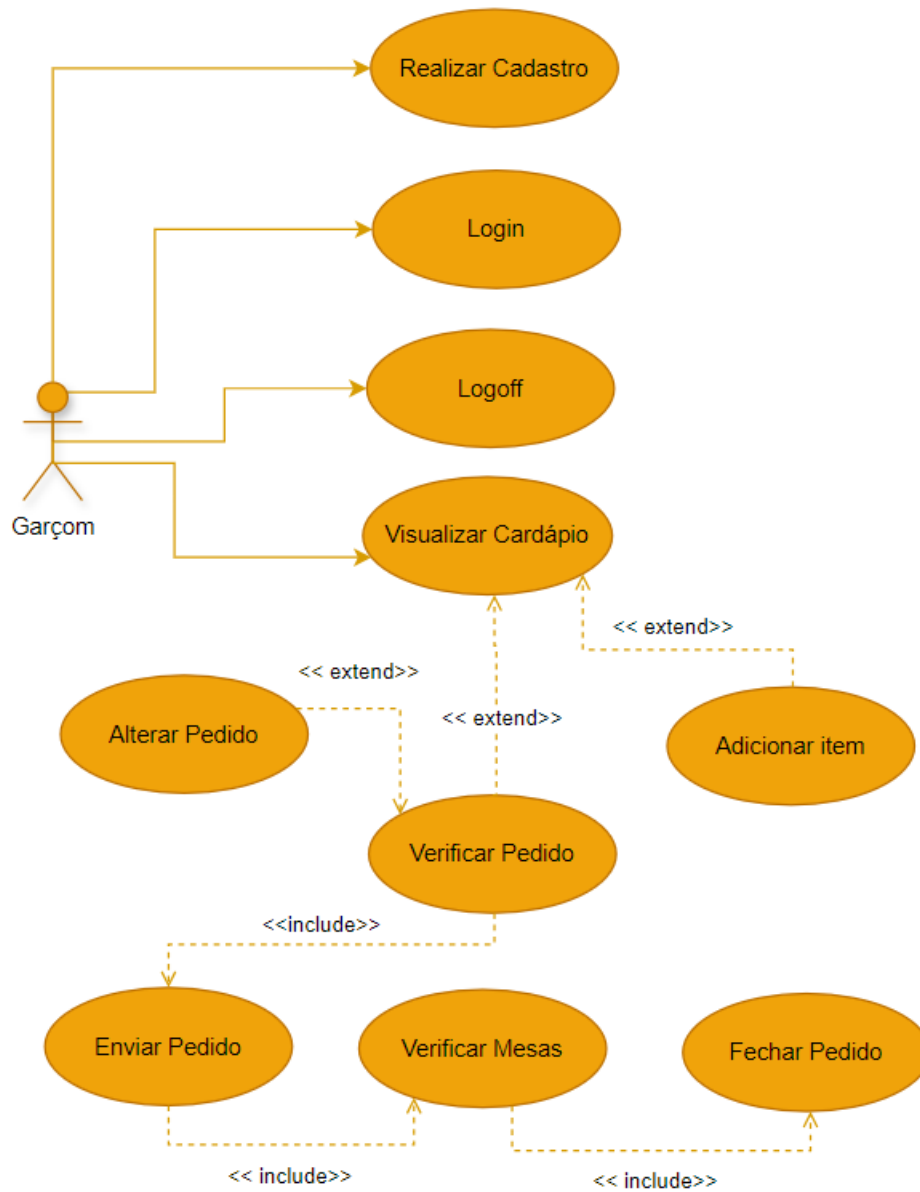 Realizar Cadastro
Login
Logoff
Garçom
Visualizar Cardápio
<< extend>>
<< extend>>
<< extend>>
Alterar Pedido
Adicionar item
Verificar Pedido
<<include>>
Enviar Pedido
Verificar Mesas
Fechar Pedido
<< include>>
<< include>>